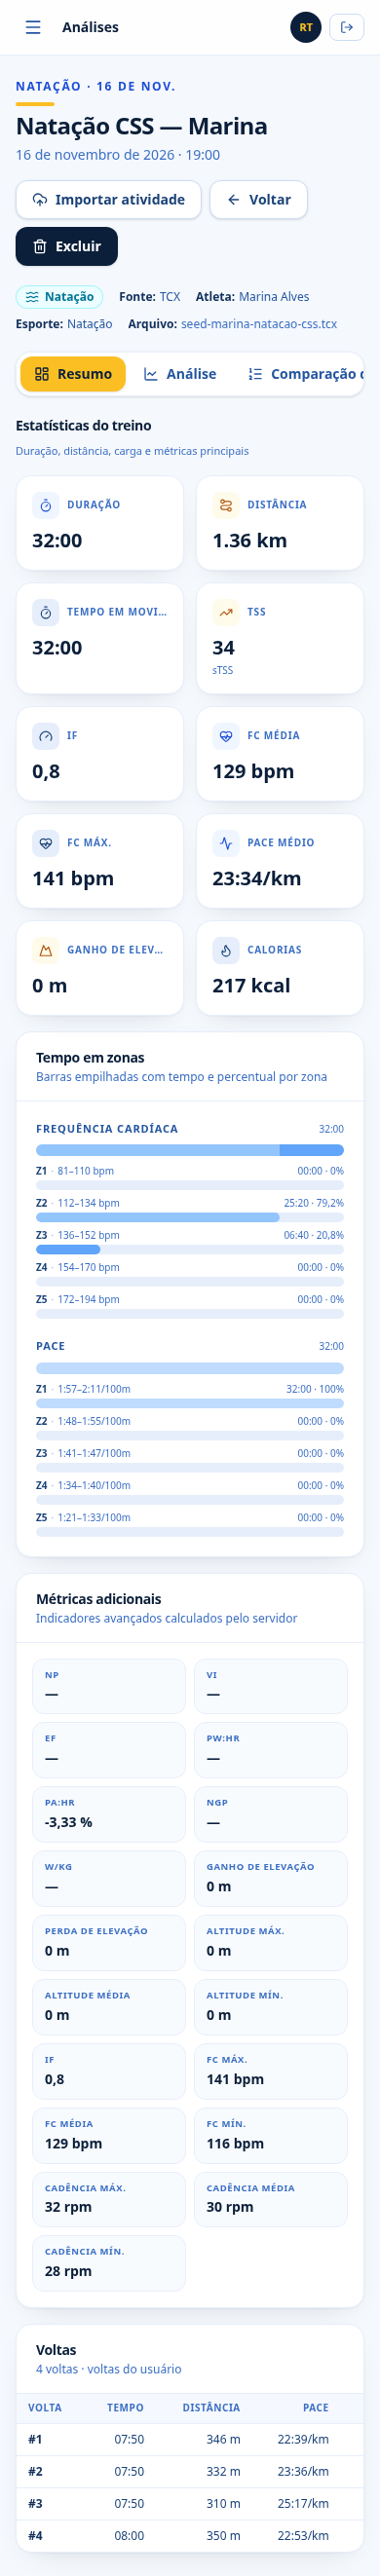 Análises
RT
NATAÇÃO · 16 DE NOV.
Natação CSS — Marina
16 de novembro de 2026 · 19:00
Importar atividade
Voltar
Excluir
Natação Fonte: TCX Atleta: Marina Alves
Esporte: Natação Arquivo: seed-marina-natacao-css.tcx
Resumo Análise Comparação d
Estatísticas do treino
Duração, distância, carga e métricas principais
DURAÇÃO
32:00
DISTÂNCIA
1.36 km
TEMPO EM MOVI...
32:00
TSS
34
sTSS
IF
0,8
FC MÉDIA
129 bpm
FC MÁX.
141 bpm
PACE MÉDIO
23:34/km
GANHO DE ELEV...
0 m
CALORIAS
217 kcal
Tempo em zonas
Barras empilhadas com tempo e percentual por zona
FREQUÊNCIA CARDÍACA 32:00
Z1 · 81–110 bpm 00:00 · 0%
Z2 · 112–134 bpm 25:20 · 79,2%
Z3 · 136–152 bpm 06:40 · 20,8%
Z4 · 154–170 bpm 00:00 · 0%
Z5 · 172–194 bpm 00:00 · 0%
PACE 32:00
Z1 · 1:57–2:11/100m 32:00 · 100%
Z2 · 1:48–1:55/100m 00:00 · 0%
Z3 · 1:41–1:47/100m 00:00 · 0%
Z4 · 1:34–1:40/100m 00:00 · 0%
Z5 · 1:21–1:33/100m 00:00 · 0%
Métricas adicionais
Indicadores avançados calculados pelo servidor
NP
—
VI
—
EF
—
PW:HR
—
PA:HR
-3,33 %
NGP
—
W/KG
—
GANHO DE ELEVAÇÃO
0 m
PERDA DE ELEVAÇÃO
0 m
ALTITUDE MÁX.
0 m
ALTITUDE MÉDIA
0 m
ALTITUDE MÍN.
0 m
IF
0,8
FC MÁX.
141 bpm
FC MÉDIA
129 bpm
FC MÍN.
116 bpm
CADÊNCIA MÁX.
32 rpm
CADÊNCIA MÉDIA
30 rpm
CADÊNCIA MÍN.
28 rpm
Voltas
4 voltas · voltas do usuário
VOLTA TEMPO DISTÂNCIA PACE
#1 07:50 346 m 22:39/km
#2 07:50 332 m 23:36/km
#3 07:50 310 m 25:17/km
#4 08:00 350 m 22:53/km